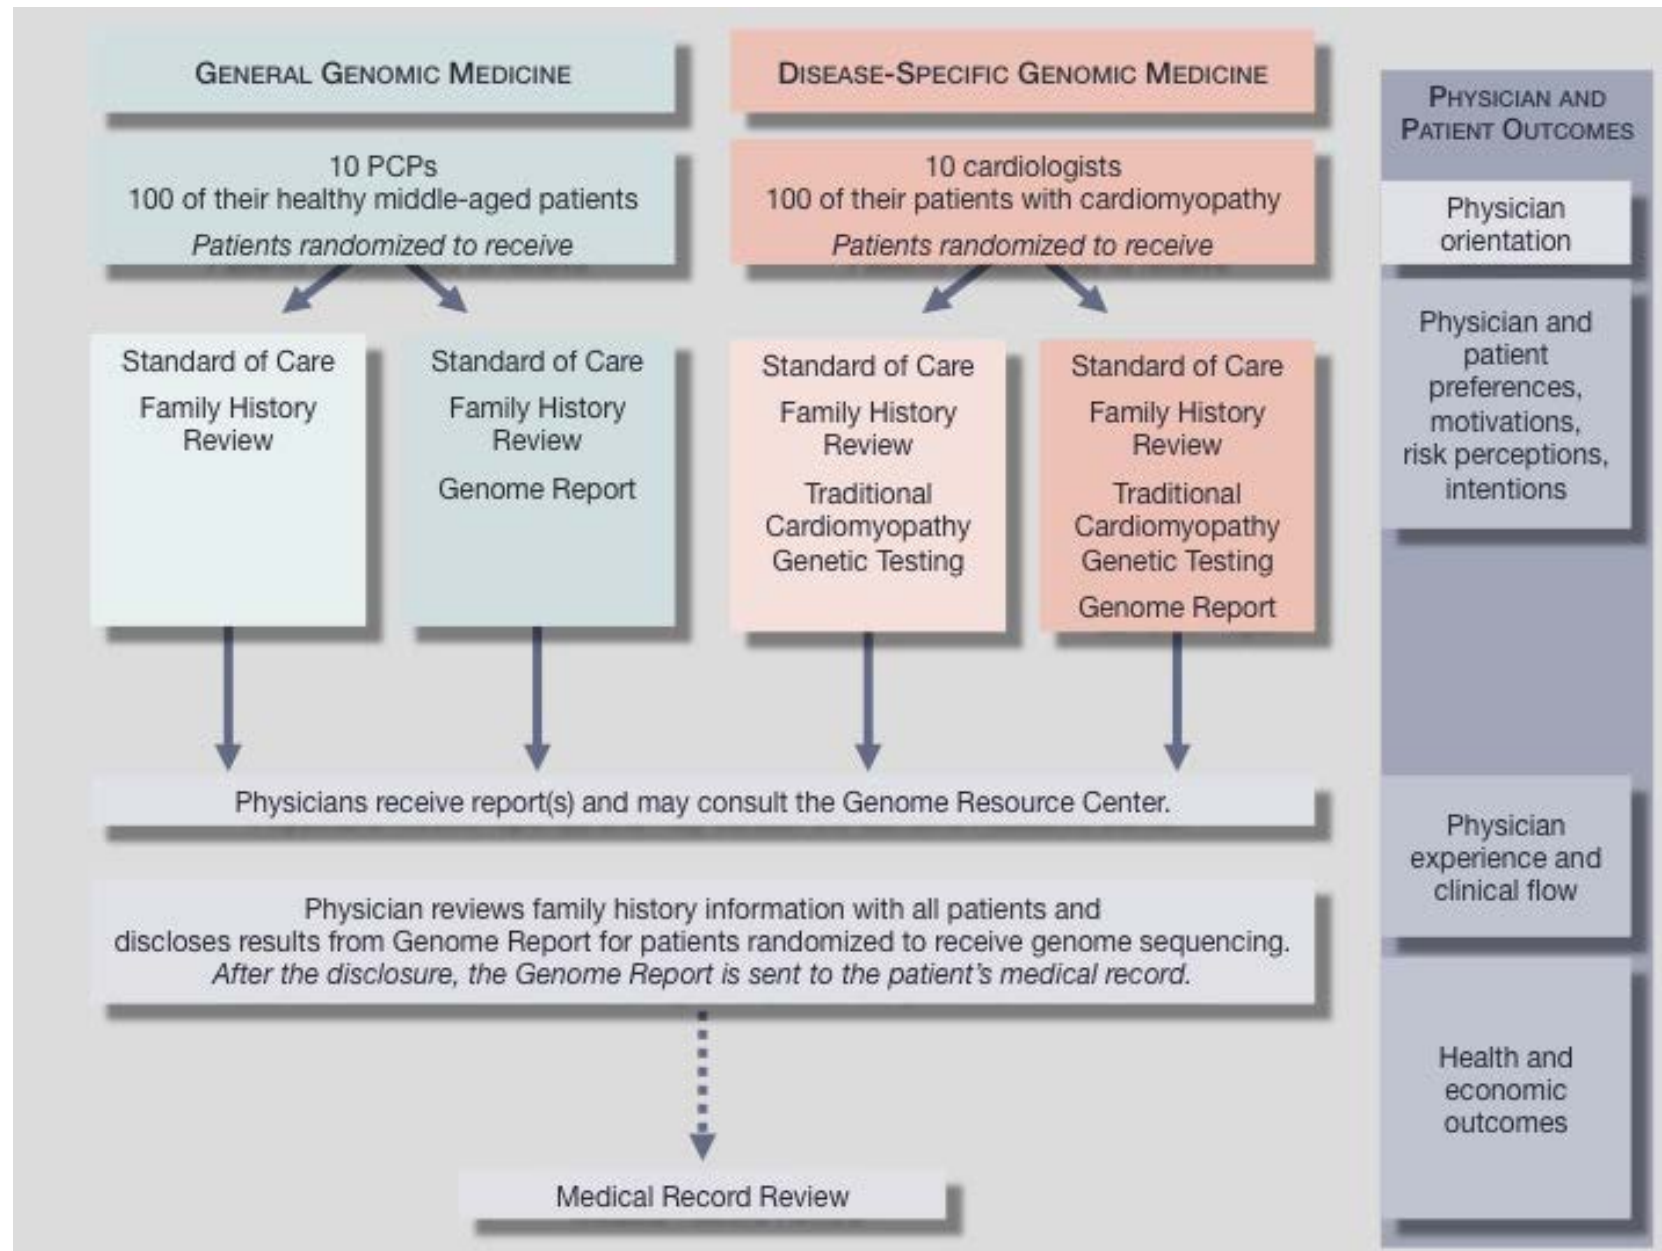 GENERAL GENOMIC MEDICINE
10 PCPs
100 of their healthy middle-aged patients
Patients randomized to receive
DISEASE-SPECIFIC GENOMIC MEDICINE
10 cardiologists
100 of their patients with cardiomyopathy
Patients randomized to receive
Standard of Care
Family History
Review
Standard of Care
Family History
Review
Genome Report
Standard of Care
Family History
Review
Traditional
Cardiomyopathy
Genetic Testing
Standard of Care
Family History
Review
Traditional
Cardiomyopathy
Genetic Testing
Genome Report
Physicians receive report(s) and may consult the Genome Resource Center.
Physician reviews family history information with all patients and
discloses results from Genome Report for patients randomized to receive genome sequencing.
After the disclosure, the Genome Report is sent to the patient's medical record.
Medical Record Review
PHYSICIAN AND
PATIENT OUTCOMES
Physician
orientation
Physician and
patient
preferences,
motivations,
risk perceptions,
intentions
Physician
experience and
clinical flow
Health and
economic
outcomes